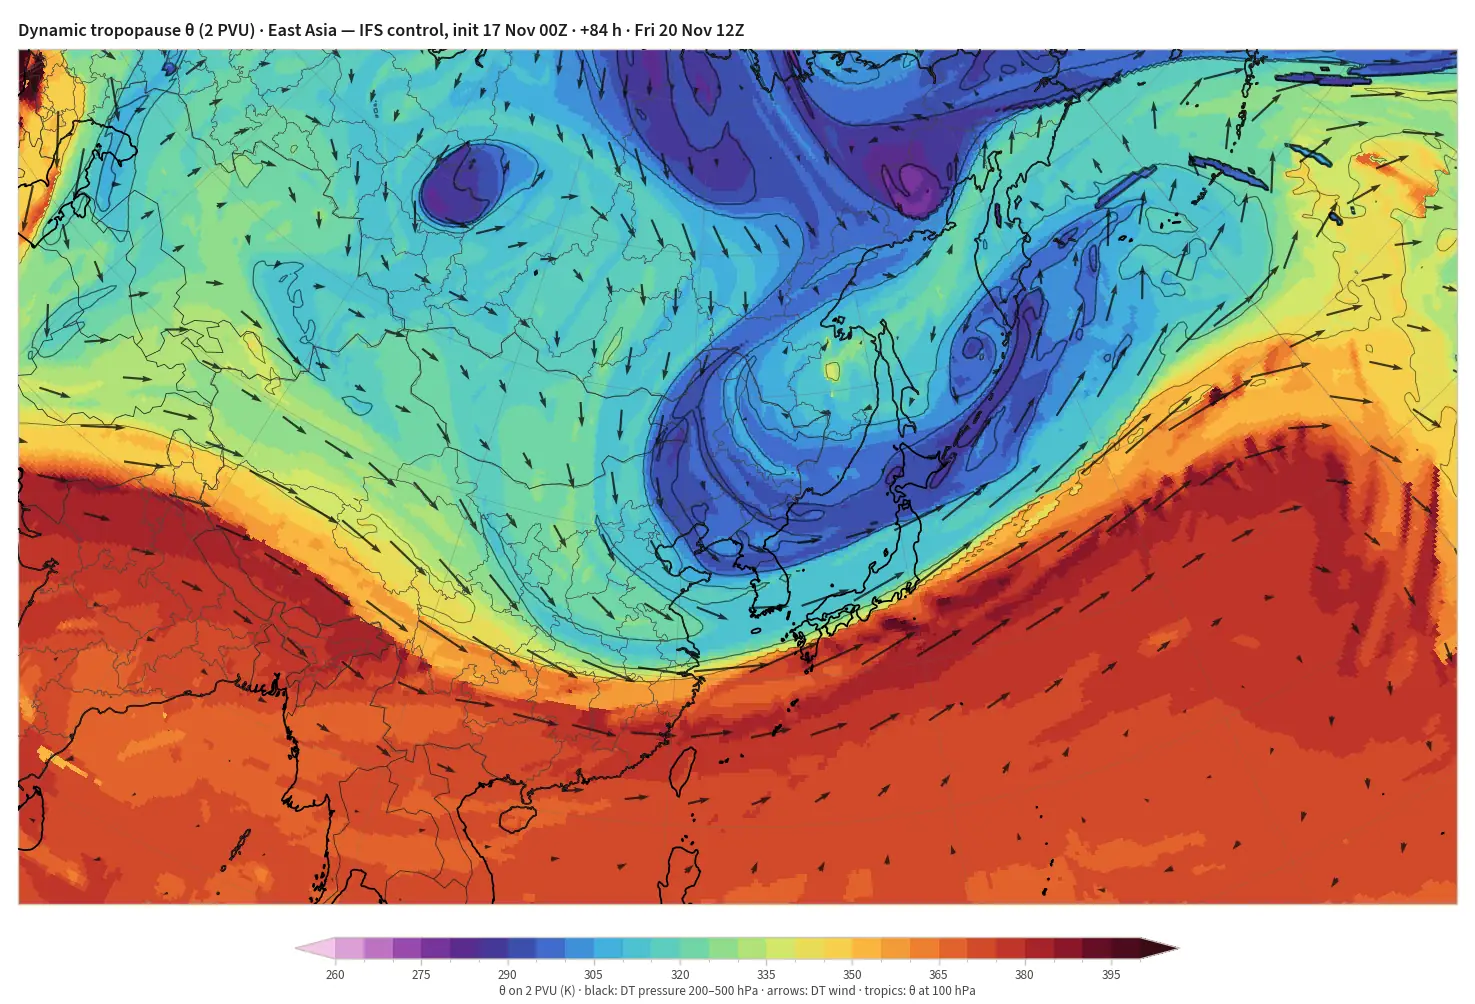 Dynamic tropopause θ (2 PVU) · East Asia — IFS control, init 17 Nov 00Z · +84 h · Fri 20 Nov 12Z
260 275 290 305 320 335 350 365 380 395
θ on 2 PVU (K) · black: DT pressure 200–500 hPa · arrows: DT wind · tropics: θ at 100 hPa